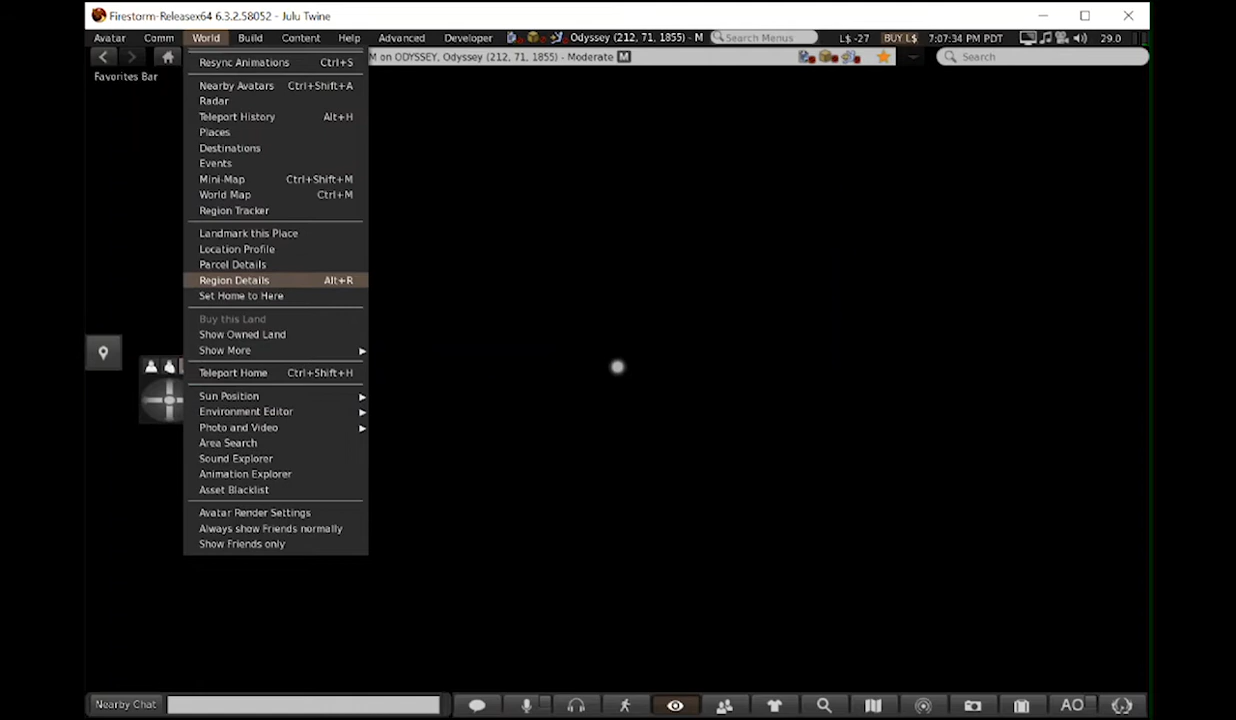 Firestorm-Releasex64 6.3.2.58052 - Julu Twine
Avatar Comm World Build Content Help Advanced Developer Odyssey (212, 71, 1855) - M Search Menus L$ -27 BUY L$ 7:07:34 PM PDT 29.0
M on ODYSSEY, Odyssey (212, 71, 1855) - Moderate M Search
Favorites Bar
Resync Animations Ctrl+S
Nearby Avatars Ctrl+Shift+A
Radar
Teleport History Alt+H
Places
Destinations
Events
Mini-Map Ctrl+Shift+M
World Map Ctrl+M
Region Tracker
Landmark this Place
Location Profile
Parcel Details
Region Details Alt+R
Set Home to Here
Buy this Land
Show Owned Land
Show More
Teleport Home Ctrl+Shift+H
Sun Position
Environment Editor
Photo and Video
Area Search
Sound Explorer
Animation Explorer
Asset Blacklist
Avatar Render Settings
Always show Friends normally
Show Friends only
Nearby Chat AO